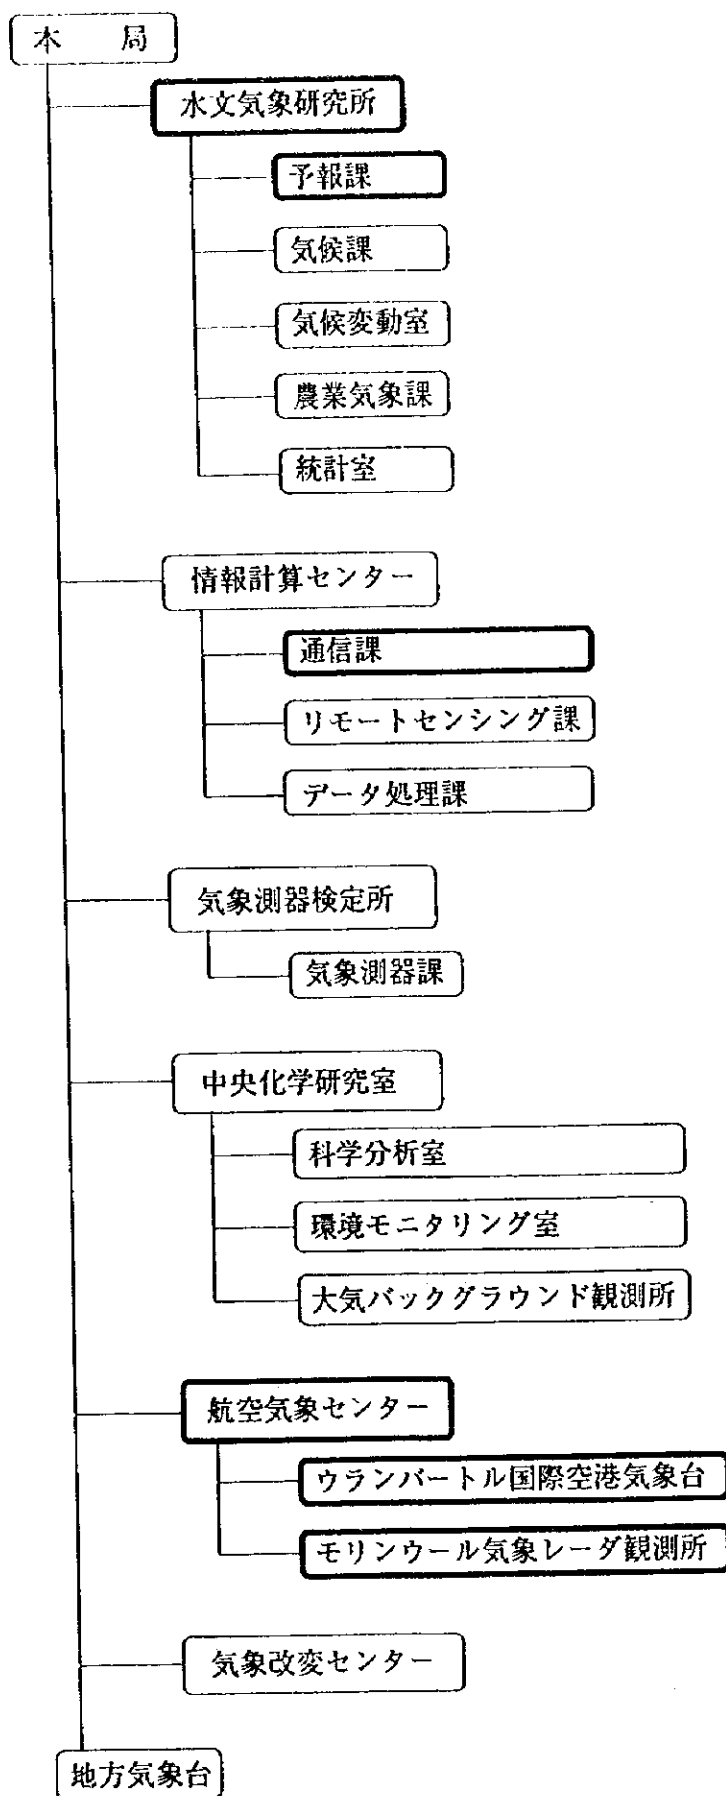 本　局
水文気象研究所
予報課
気候課
気候変動室
農業気象課
統計室
情報計算センター
通信課
リモートセンシング課
データ処理課
気象測器検定所
気象測器課
中央化学研究室
科学分析室
環境モニタリング室
大気バックグラウンド観測所
航空気象センター
ウランバートル国際空港気象台
モリンウール気象レーダ観測所
気象改変センター
地方気象台